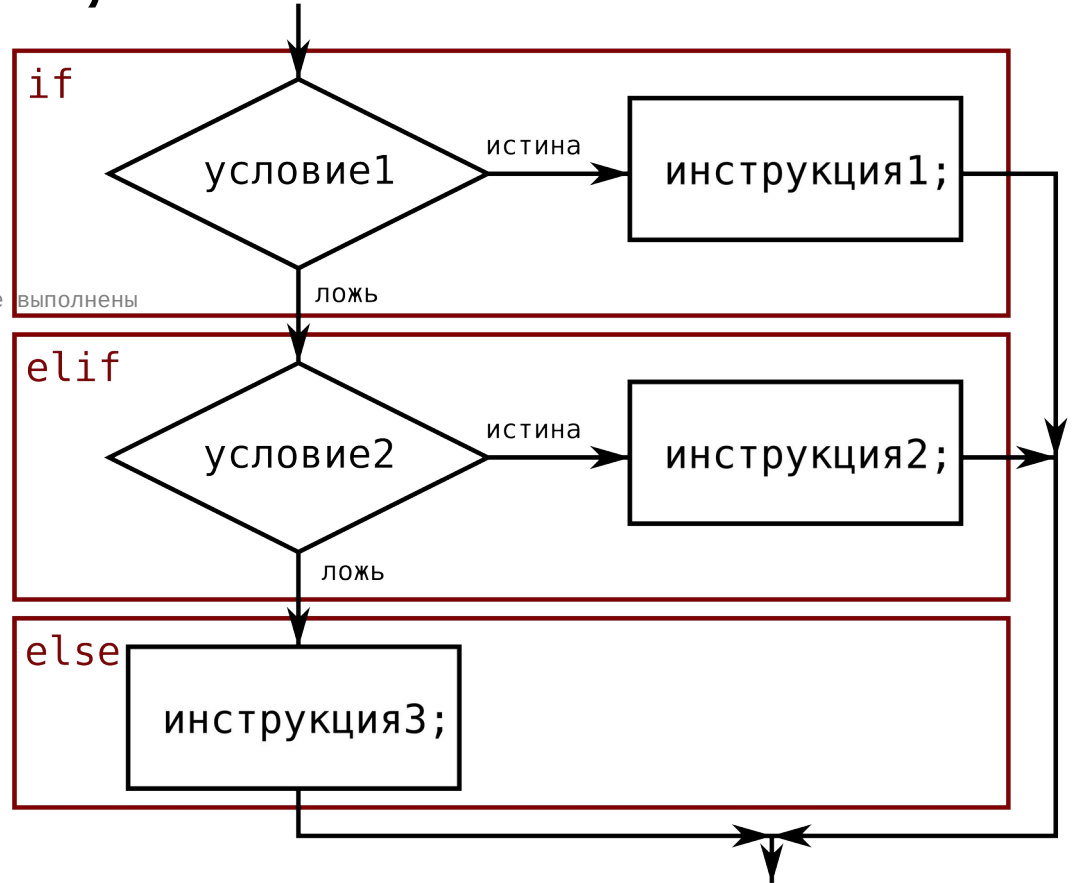 if
условие1
истина
инструкция1;
ложь
выполнены
elif
условие2
истина
инструкция2;
ложь
else
инструкция3;